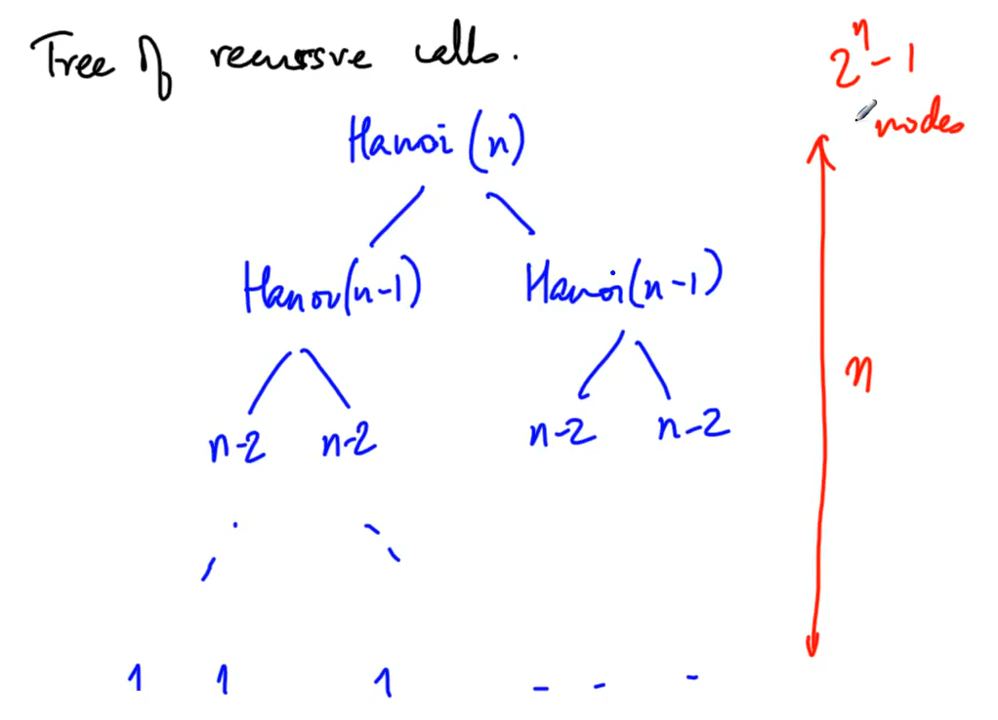 Tree of recursive calls.
2^n - 1
nodes
Hanoi (n)
Hanoi(n-1) Hanoi(n-1)
n
n-2 n-2 n-2 n-2
1 1 1 - - -